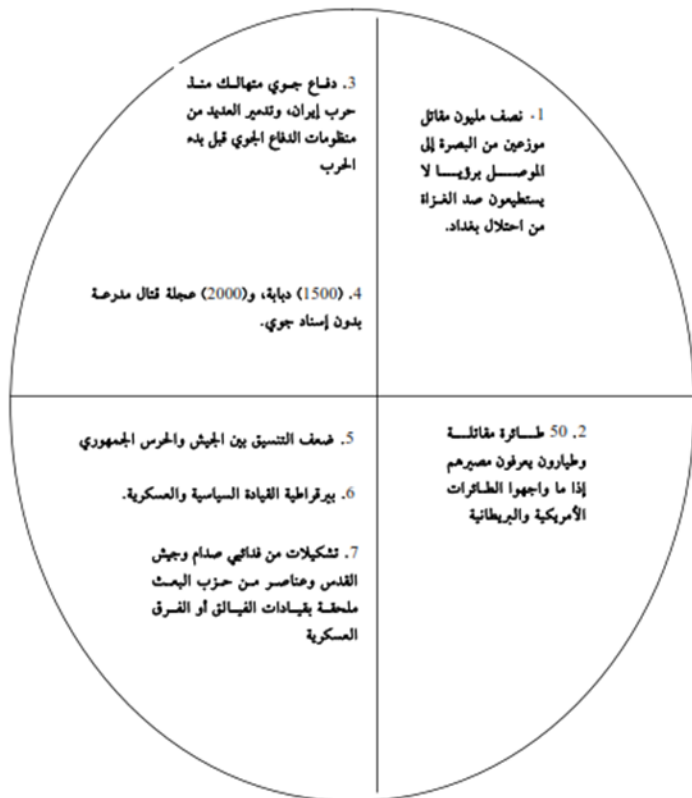 1. نصف مليون مقاتل
موزعين من البصرة إلى
الموصل برؤيا لا
يستطيعون صد الغزاة
من احتلال بغداد.
2. 50 طائرة مقاتلة
وطيارون يعرفون مصيرهم
إذا ما واجهوا الطائرات
الأمريكية والبريطانية
3. دفاع جوي متهالك منذ
حرب إيران، وتدمير العديد من
منظومات الدفاع الجوي قبل بدء
الحرب
4. (1500) دبابة، و(2000) عجلة قتال مدرعة
بدون إسناد جوي.
5. ضعف التنسيق بين الجيش والحرس الجمهوري
6. بيرقراطية القيادة السياسية والعسكرية.
7. تشكيلات من فدائيي صدام وجيش
القدس وعناصر من حزب البعث
ملحقة بقيادات الفيالق أو الفرق
العسكرية